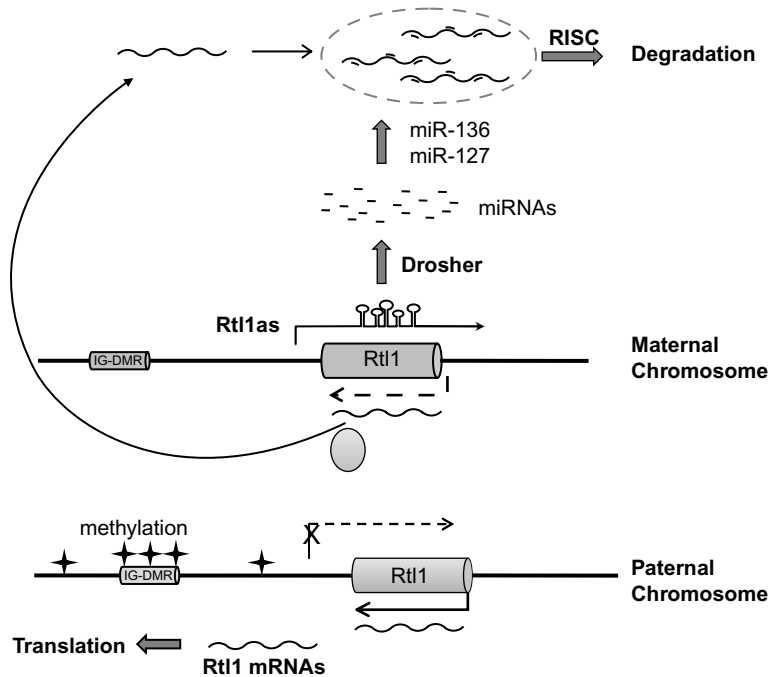 RISC
Degradation
miR-136
miR-127
miRNAs
Drosher
Rtl1as
IG-DMR
Rtl1
Maternal
Chromosome
methylation
X
IG-DMR
Rtl1
Paternal
Chromosome
Translation
Rtl1 mRNAs